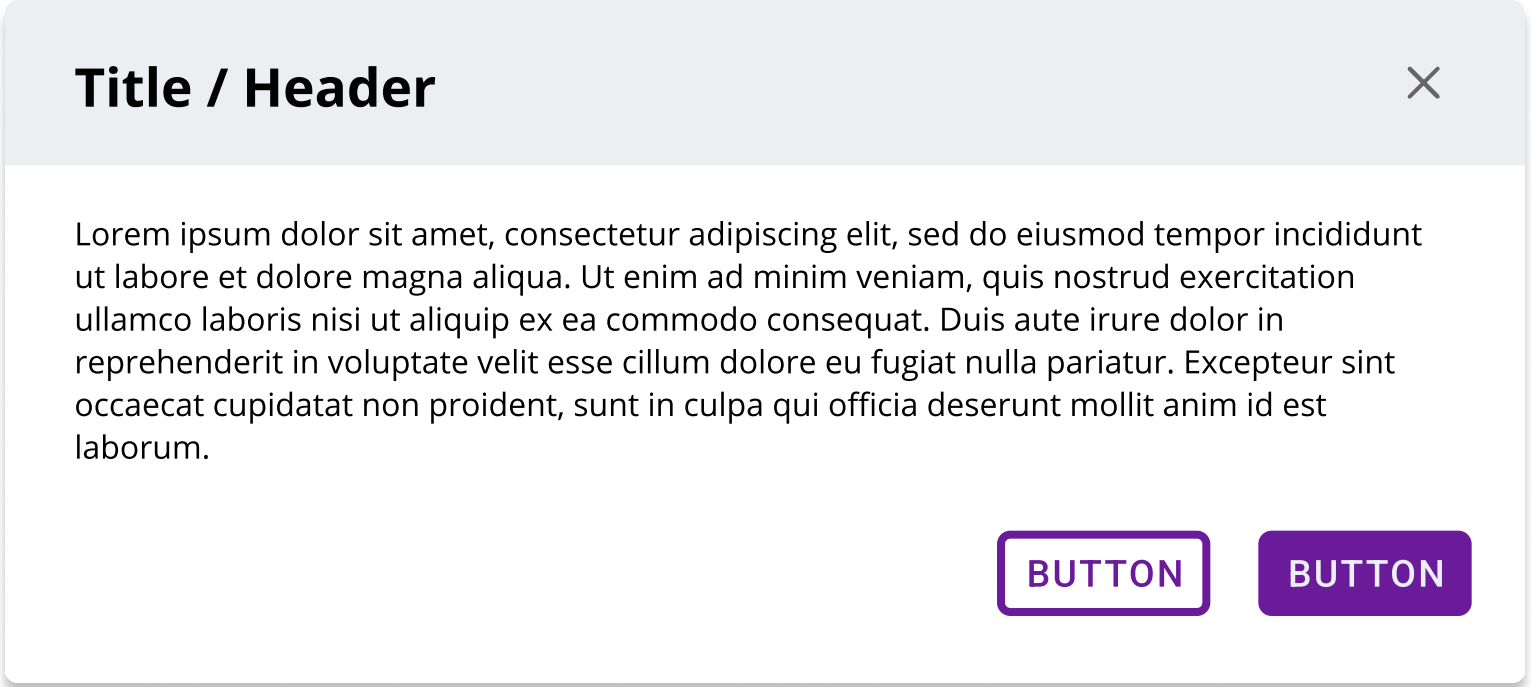 Title / Header
Lorem ipsum dolor sit amet, consectetur adipiscing elit, sed do eiusmod tempor incididunt
ut labore et dolore magna aliqua. Ut enim ad minim veniam, quis nostrud exercitation
ullamco laboris nisi ut aliquip ex ea commodo consequat. Duis aute irure dolor in
reprehenderit in voluptate velit esse cillum dolore eu fugiat nulla pariatur. Excepteur sint
occaecat cupidatat non proident, sunt in culpa qui officia deserunt mollit anim id est
laborum.
BUTTON BUTTON